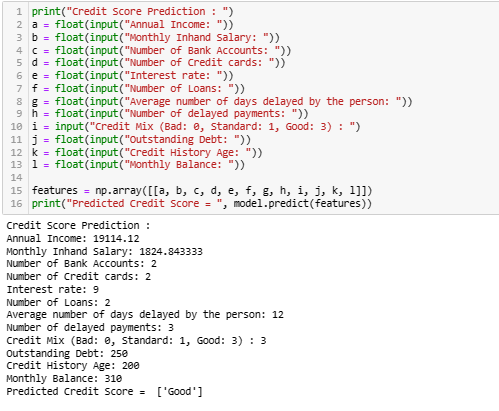 1 print("Credit Score Prediction : ")
2 a = float(input("Annual Income: "))
3 b = float(input("Monthly Inhand Salary: "))
4 c = float(input("Number of Bank Accounts: "))
5 d = float(input("Number of Credit cards: "))
6 e = float(input("Interest rate: "))
7 f = float(input("Number of Loans: "))
8 g = float(input("Average number of days delayed by the person: "))
9 h = float(input("Number of delayed payments: "))
10 i = input("Credit Mix (Bad: 0, Standard: 1, Good: 3) : ")
11 j = float(input("Outstanding Debt: "))
12 k = float(input("Credit History Age: "))
13 l = float(input("Monthly Balance: "))
14
15 features = np.array([[a, b, c, d, e, f, g, h, i, j, k, l]])
16 print("Predicted Credit Score = ", model.predict(features))
Credit Score Prediction :
Annual Income: 19114.12
Monthly Inhand Salary: 1824.843333
Number of Bank Accounts: 2
Number of Credit cards: 2
Interest rate: 9
Number of Loans: 2
Average number of days delayed by the person: 12
Number of delayed payments: 3
Credit Mix (Bad: 0, Standard: 1, Good: 3) : 3
Outstanding Debt: 250
Credit History Age: 200
Monthly Balance: 310
Predicted Credit Score =  ['Good']